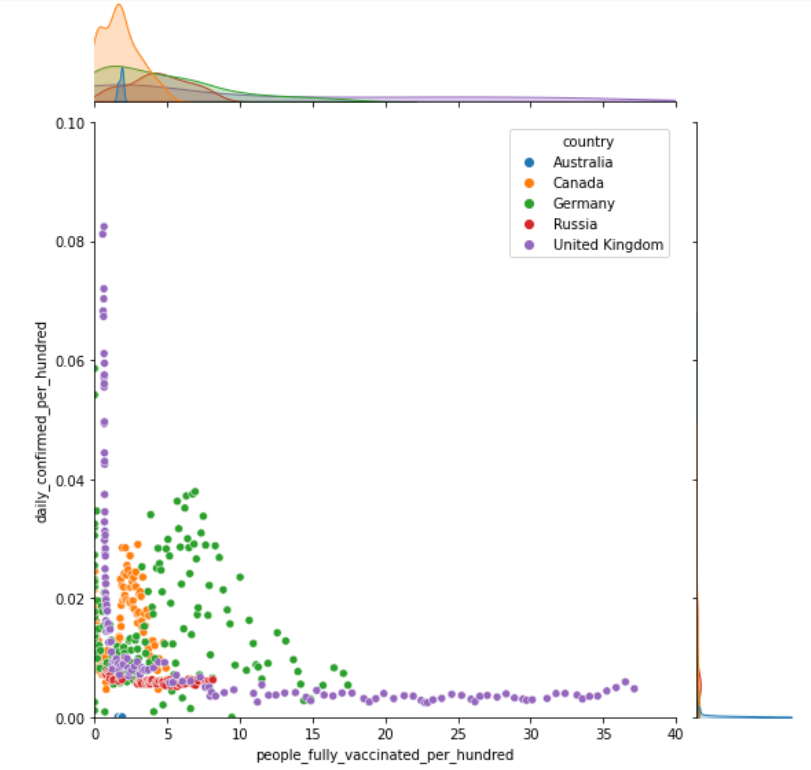 0.10
0.08
0.06
0.04
0.02
0.00
daily_confirmed_per_hundred
country
Australia
Canada
Germany
Russia
United Kingdom
0 5 10 15 20 25 30 35 40
people_fully_vaccinated_per_hundred